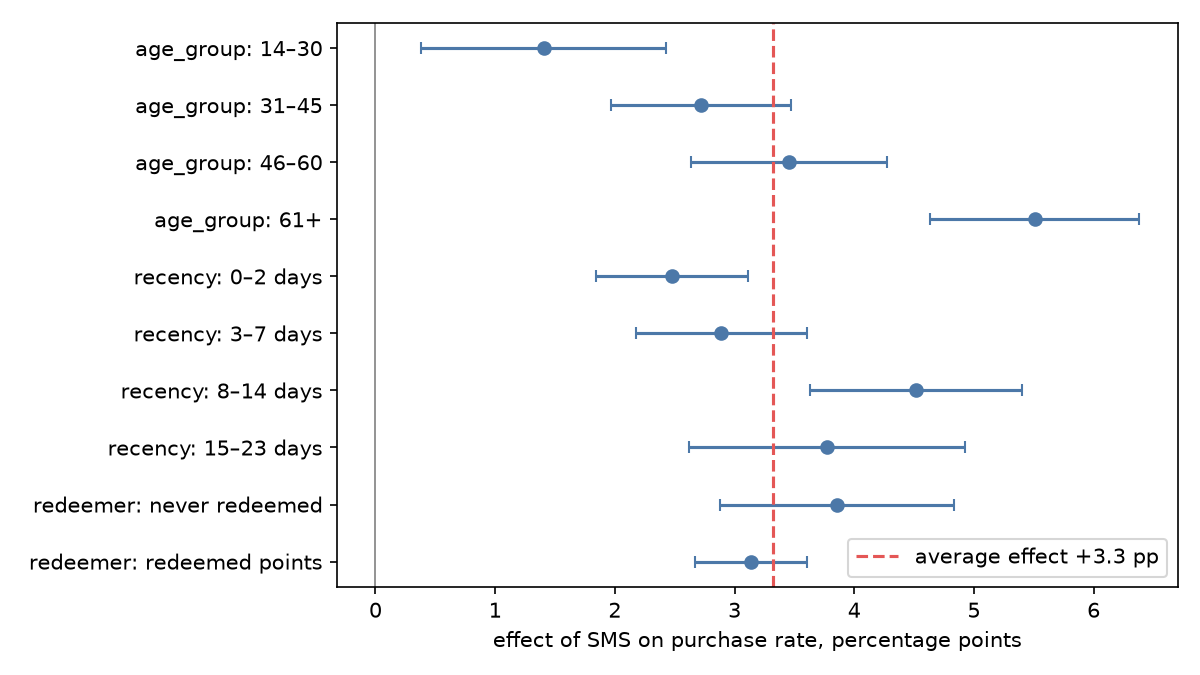 age_group: 14–30
age_group: 31–45
age_group: 46–60
age_group: 61+
recency: 0–2 days
recency: 3–7 days
recency: 8–14 days
recency: 15–23 days
redeemer: never redeemed
redeemer: redeemed points
average effect +3.3 pp
0 1 2 3 4 5 6
effect of SMS on purchase rate, percentage points